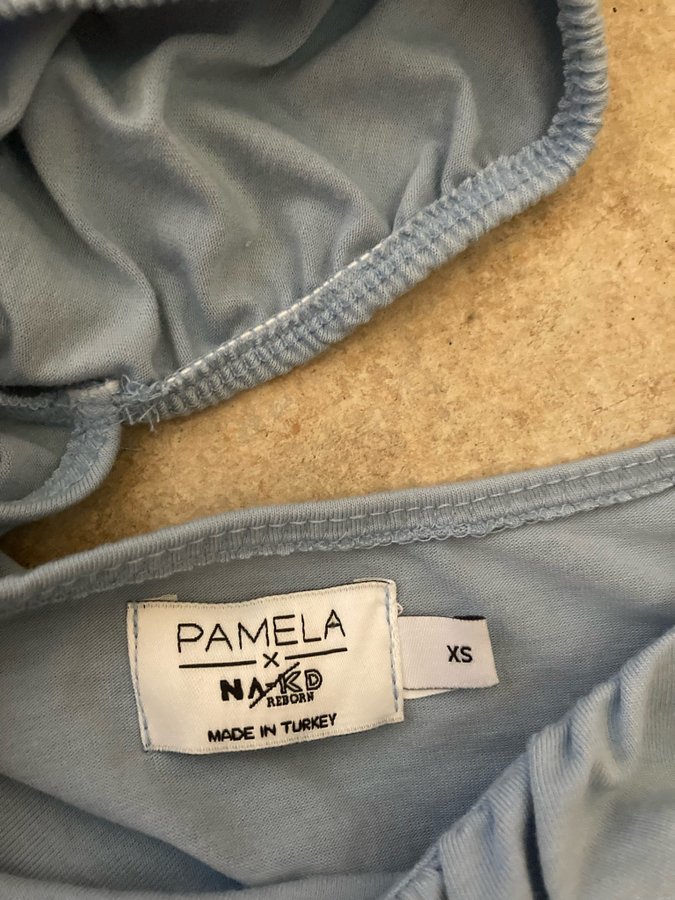 PAMELA
×
NA-KD
REBORN
MADE IN TURKEY
XS